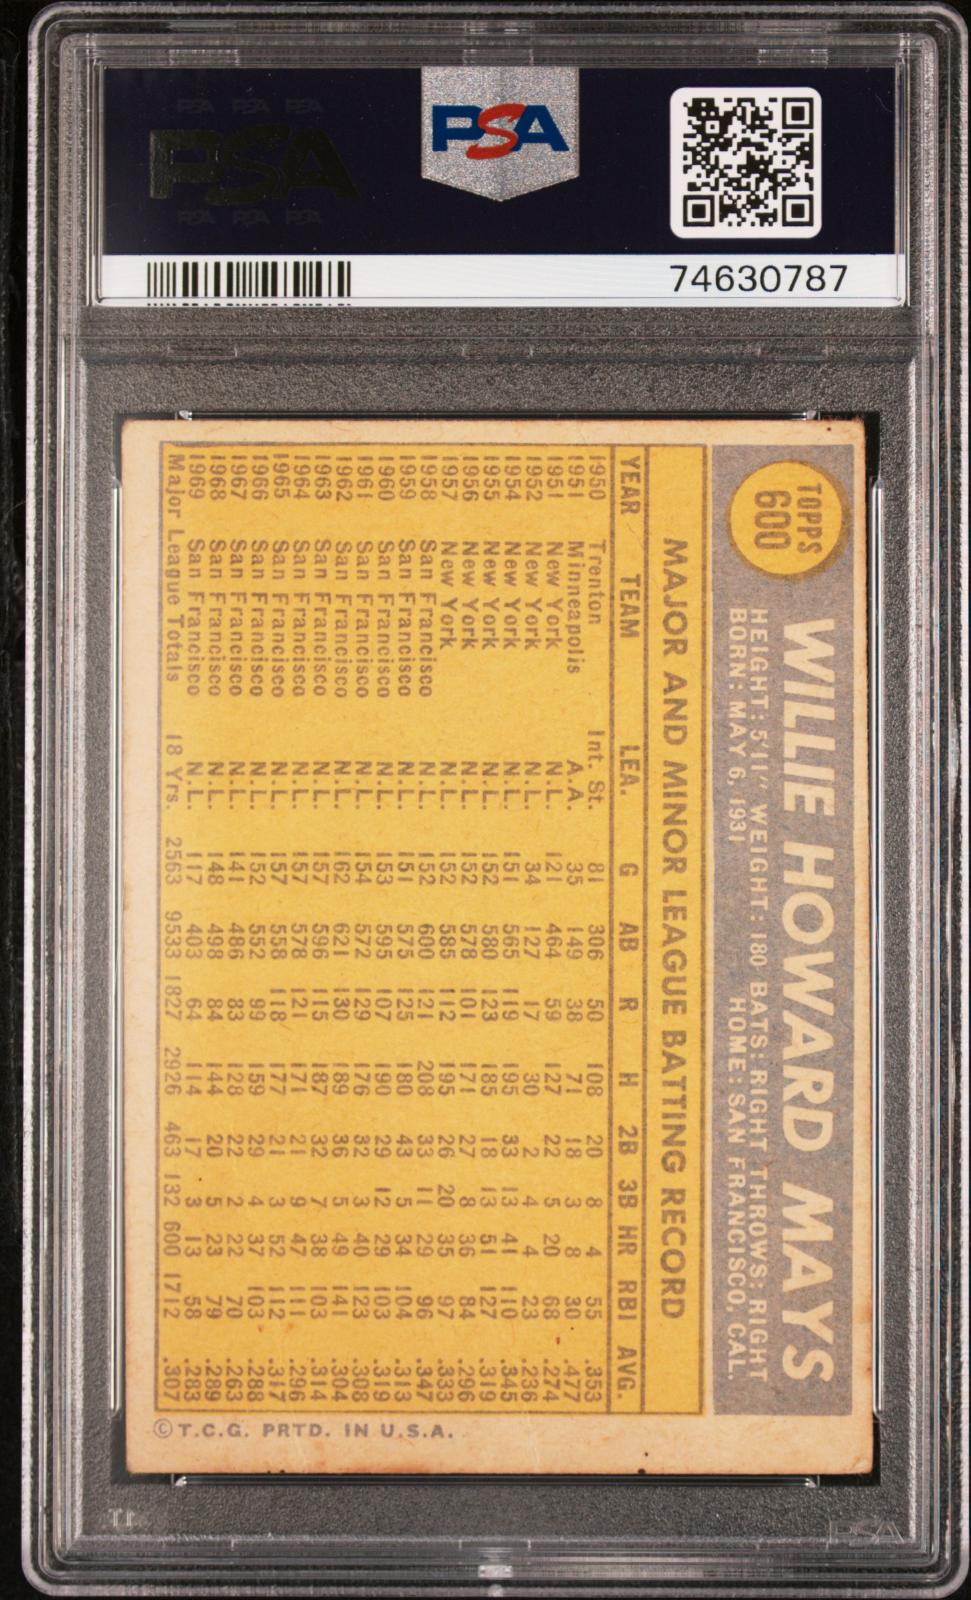 PSA PSA PSA
PSA
PSA PSA PSA
PSA
74630787
TOPPS
600
WILLIE HOWARD MAYS
HEIGHT: 5'11" WEIGHT: 180 BATS: RIGHT THROWS: RIGHT
BORN: MAY 6, 1931 HOME: SAN FRANCISCO, CAL.
MAJOR AND MINOR LEAGUE BATTING RECORD
YEAR TEAM LEA. G AB R H 2B 3B HR RBI AVG.
1950 Trenton Int. St. 81 306 50 108 20 8 4 55 .353
1951 Minneapolis A.A. 35 149 38 71 18 3 8 30 .477
1951 New York N.L. 121 464 59 127 22 5 20 68 .274
1952 New York N.L. 34 127 17 30 2 4 4 23 .236
1954 New York N.L. 151 565 119 195 33 13 41 110 .345
1955 New York N.L. 152 580 123 185 18 13 51 127 .319
1956 New York N.L. 152 578 101 171 27 8 36 84 .296
1957 New York N.L. 152 585 112 195 26 20 35 97 .333
1958 San Francisco N.L. 152 600 121 208 33 11 29 96 .347
1959 San Francisco N.L. 151 575 125 180 43 5 34 104 .313
1960 San Francisco N.L. 153 595 107 190 29 12 29 103 .319
1961 San Francisco N.L. 154 572 129 176 32 3 40 123 .308
1962 San Francisco N.L. 162 621 130 189 36 5 49 141 .304
1963 San Francisco N.L. 157 596 115 187 32 7 38 103 .314
1964 San Francisco N.L. 157 578 121 171 21 9 47 111 .296
1965 San Francisco N.L. 157 558 118 177 21 3 52 112 .317
1966 San Francisco N.L. 152 552 99 159 29 4 37 103 .288
1967 San Francisco N.L. 141 486 83 128 22 2 22 70 .263
1968 San Francisco N.L. 148 498 84 144 20 5 23 79 .289
1969 San Francisco N.L. 117 403 64 114 17 3 13 58 .283
Major League Totals 18 Yrs. 2563 9533 1827 2926 463 132 600 1712 .307
©T.C.G. PRTD. IN U.S.A.
PSA